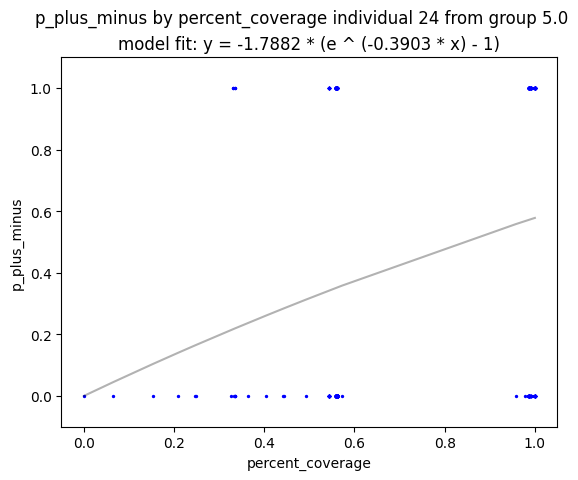 p_plus_minus by percent_coverage individual 24 from group 5.0
model fit: y = -1.7882 * (e ^ (-0.3903 * x) - 1)
1.0
0.8
0.6
0.4
0.2
0.0
p_plus_minus
0.0 0.2 0.4 0.6 0.8 1.0
percent_coverage